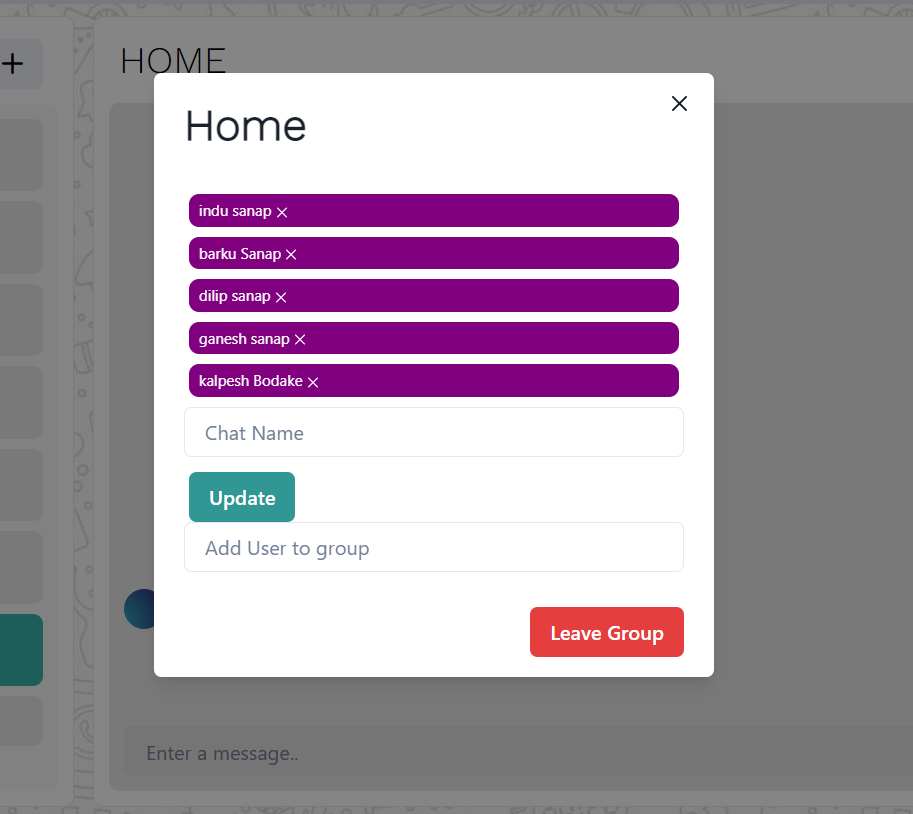 HOME
Home
indu sanap
barku Sanap
dilip sanap
ganesh sanap
kalpesh Bodake
Chat Name
Update
Add User to group
Leave Group
Enter a message..